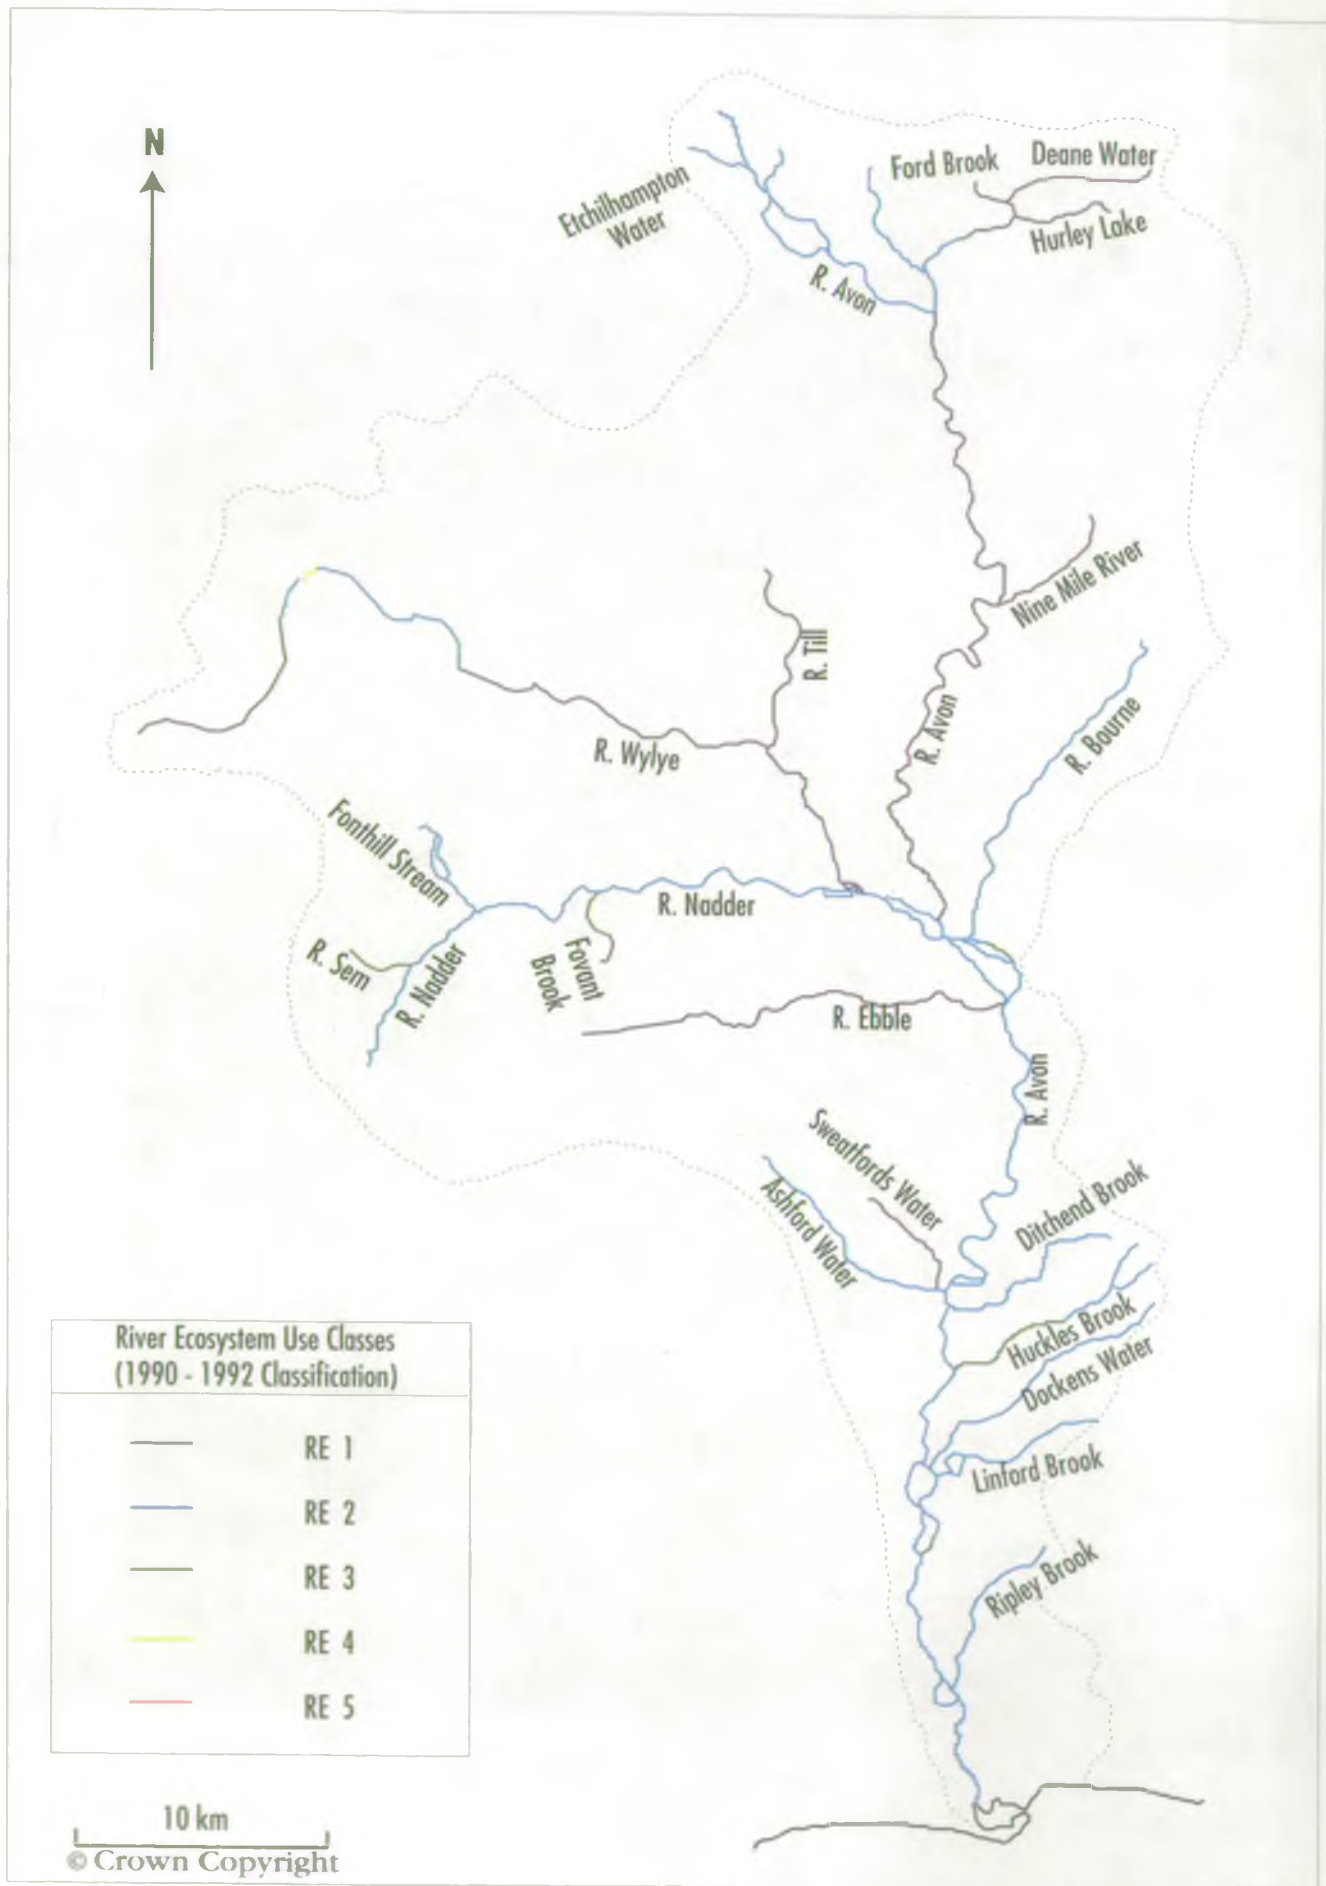 N
Ford Brook
Deane Water
Etchilhampton
Water
Hurley Lake
R. Avon
Nine Mile River
R. Till
R. Avon
R. Bourne
R. Wylye
Fonthill Stream
R. Nadder
R. Sem
R. Nadder
Fovant
Brook
R. Ebble
R. Avon
Sweatfords Water
Ashford Water
Ditchend Brook
Huckles Brook
Dockens Water
Linford Brook
Ripley Brook
River Ecosystem Use Classes
(1990 - 1992 Classification)
RE 1
RE 2
RE 3
RE 4
RE 5
10 km
© Crown Copyright